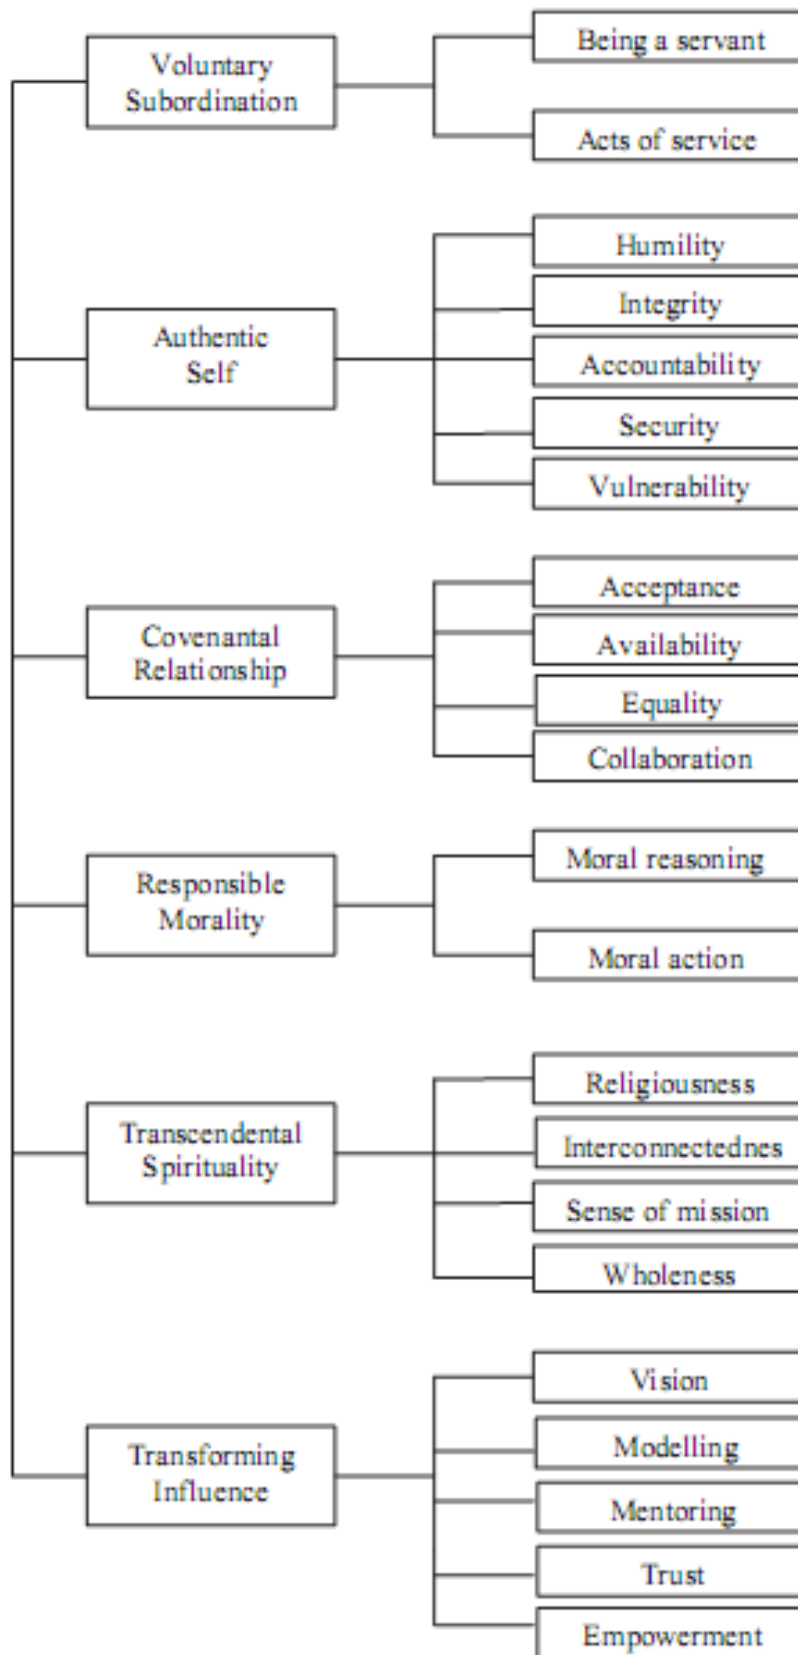 Voluntary
Subordination
Being a servant
Acts of service
Authentic
Self
Humility
Integrity
Accountability
Security
Vulnerability
Covenantal
Relationship
Acceptance
Availability
Equality
Collaboration
Responsible
Morality
Moral reasoning
Moral action
Transcendental
Spirituality
Religiousness
Interconnectednes
Sense of mission
Wholeness
Transforming
Influence
Vision
Modelling
Mentoring
Trust
Empowerment